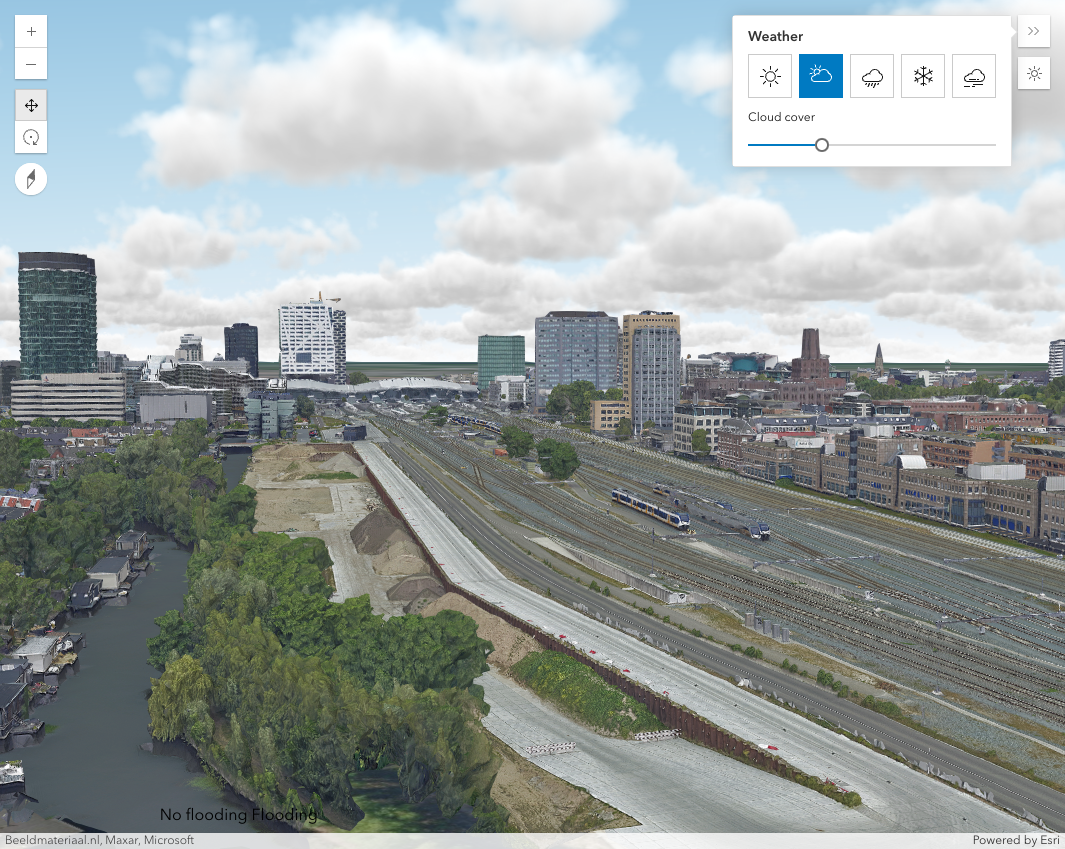 Weather
Cloud cover
No flooding Flooding
Beeldmateriaal.nl, Maxar, Microsoft
Powered by Esri